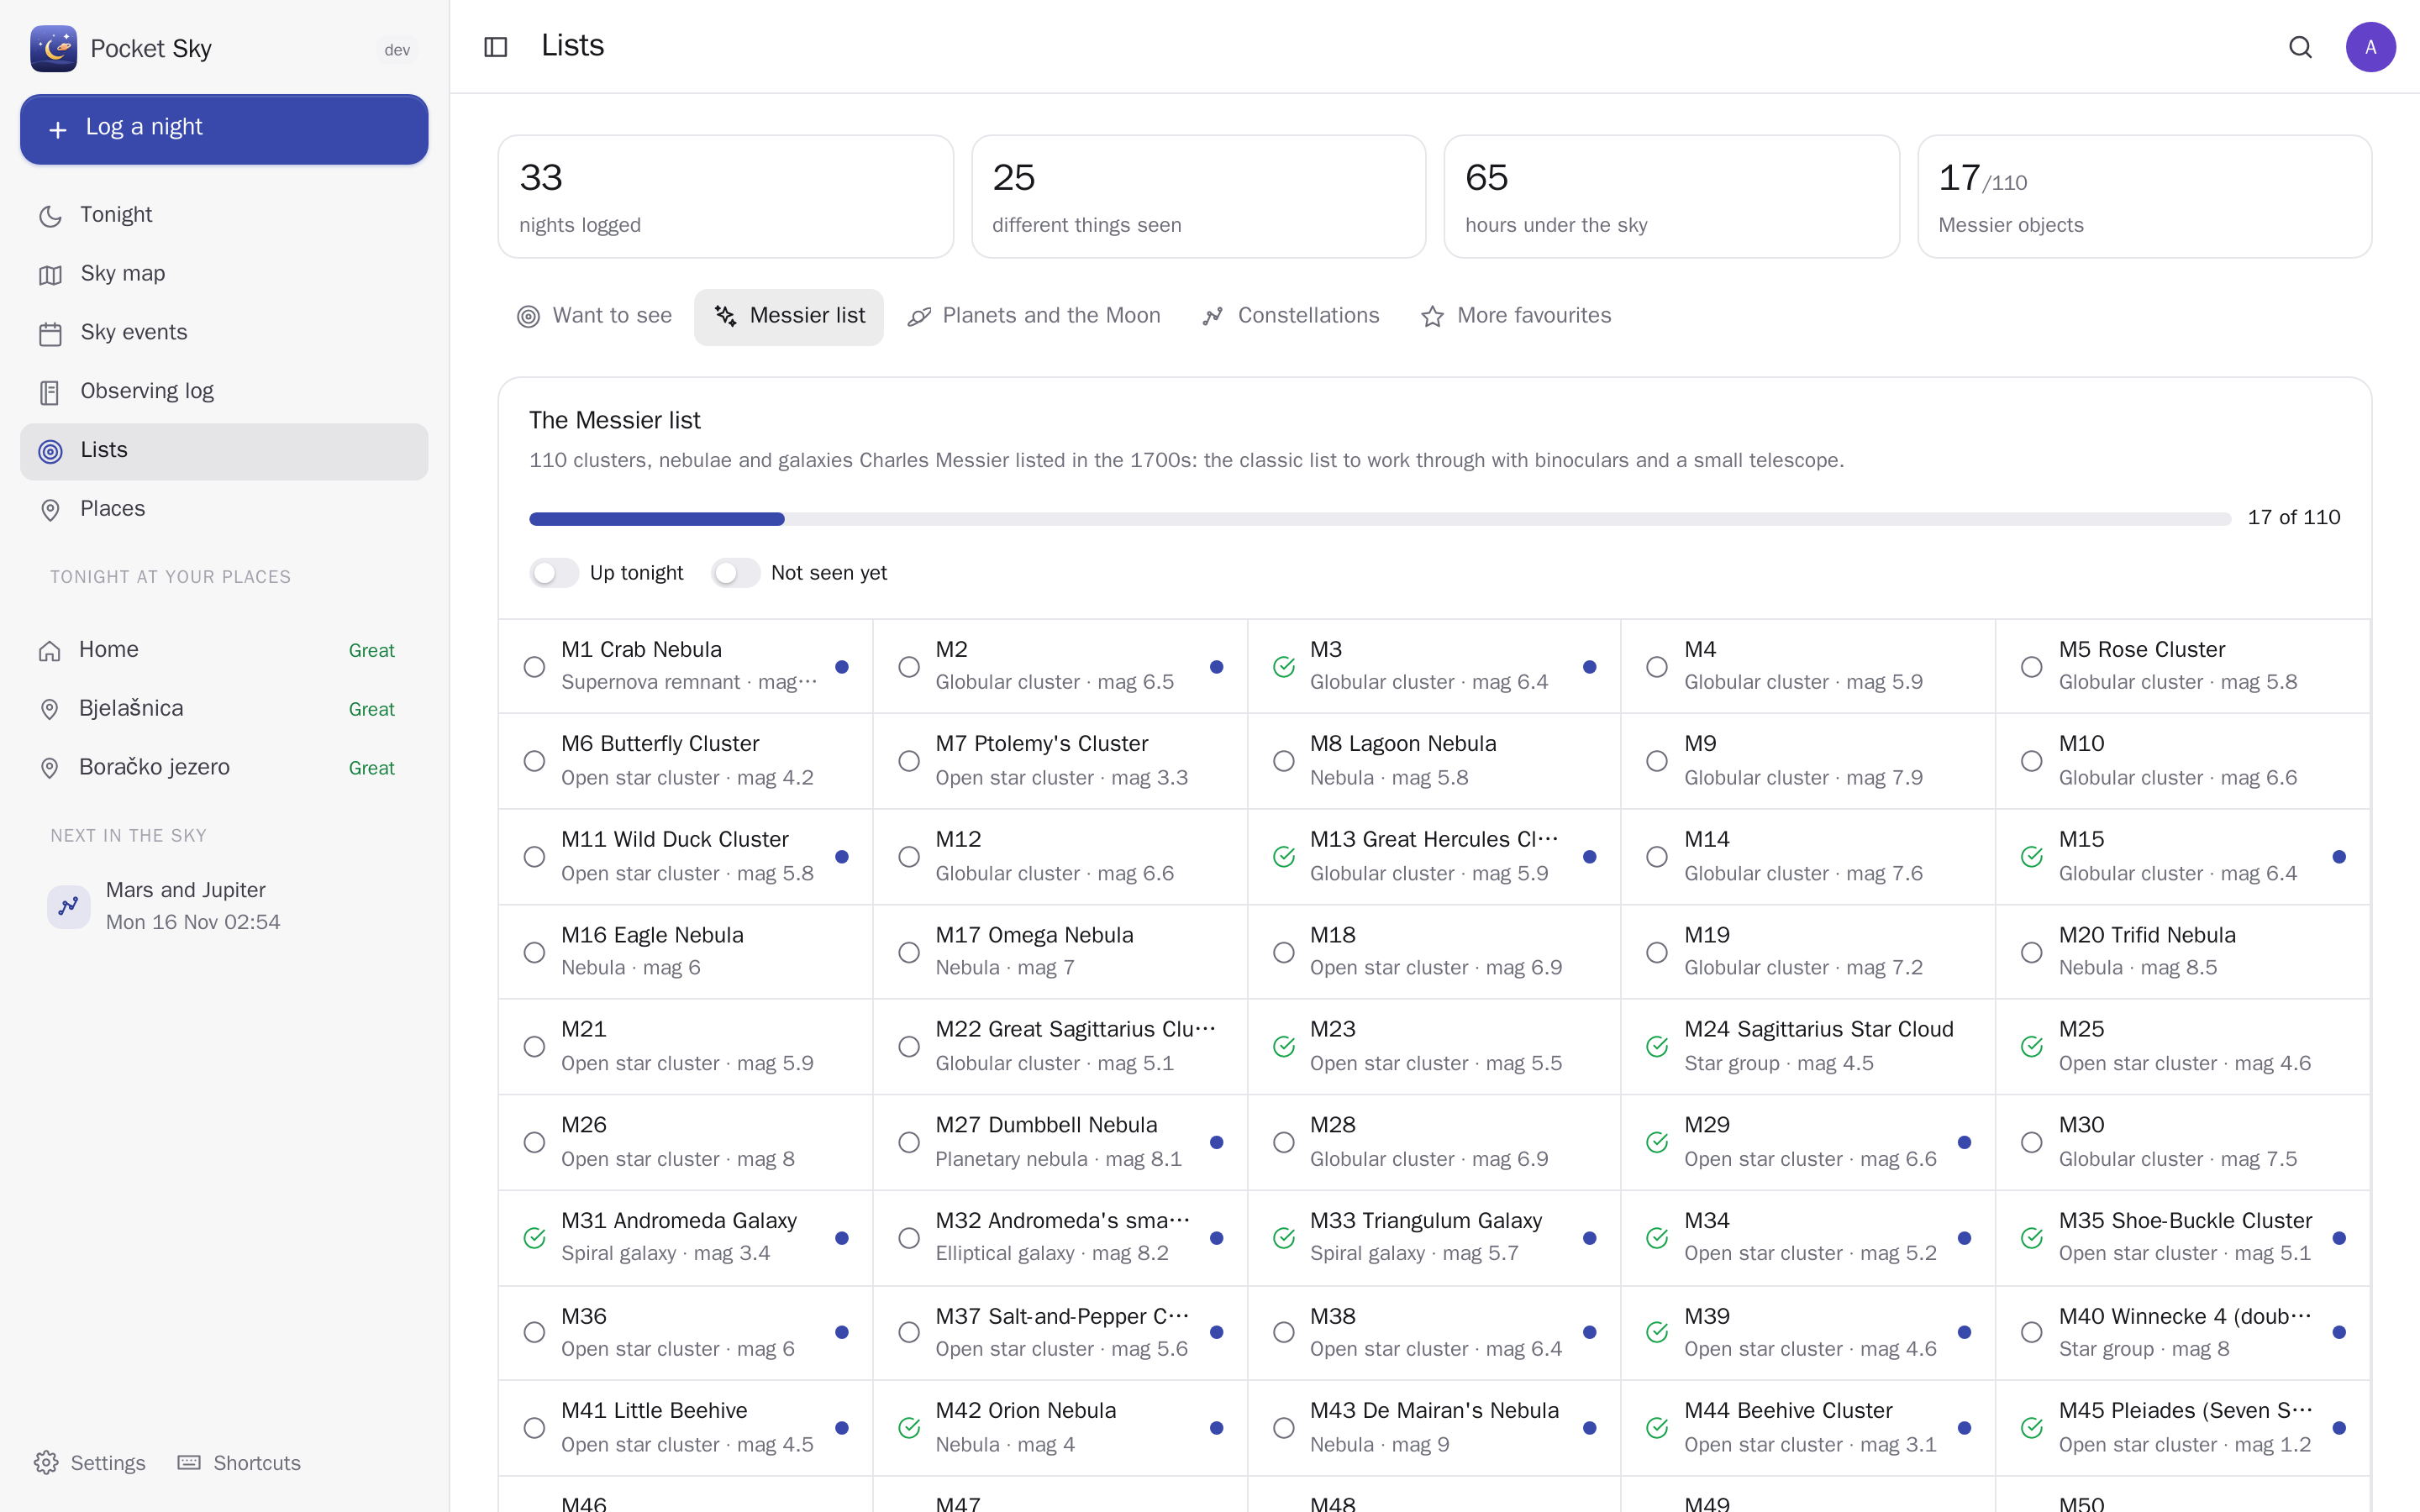 Pocket Sky
dev
Log a night
Tonight
Sky map
Sky events
Observing log
Lists
Places
TONIGHT AT YOUR PLACES
Home Great
Bjelašnica Great
Boračko jezero Great
NEXT IN THE SKY
Mars and Jupiter
Mon 16 Nov 02:54
Settings
Shortcuts
Lists
A
33
nights logged
25
different things seen
65
hours under the sky
17/110
Messier objects
Want to see
Messier list
Planets and the Moon
Constellations
More favourites
The Messier list
110 clusters, nebulae and galaxies Charles Messier listed in the 1700s: the classic list to work through with binoculars and a small telescope.
17 of 110
Up tonight
Not seen yet
M1 Crab Nebula
Supernova remnant · mag…
M2
Globular cluster · mag 6.5
M3
Globular cluster · mag 6.4
M4
Globular cluster · mag 5.9
M5 Rose Cluster
Globular cluster · mag 5.8
M6 Butterfly Cluster
Open star cluster · mag 4.2
M7 Ptolemy's Cluster
Open star cluster · mag 3.3
M8 Lagoon Nebula
Nebula · mag 5.8
M9
Globular cluster · mag 7.9
M10
Globular cluster · mag 6.6
M11 Wild Duck Cluster
Open star cluster · mag 5.8
M12
Globular cluster · mag 6.6
M13 Great Hercules Cl…
Globular cluster · mag 5.9
M14
Globular cluster · mag 7.6
M15
Globular cluster · mag 6.4
M16 Eagle Nebula
Nebula · mag 6
M17 Omega Nebula
Nebula · mag 7
M18
Open star cluster · mag 6.9
M19
Globular cluster · mag 7.2
M20 Trifid Nebula
Nebula · mag 8.5
M21
Open star cluster · mag 5.9
M22 Great Sagittarius Clu…
Globular cluster · mag 5.1
M23
Open star cluster · mag 5.5
M24 Sagittarius Star Cloud
Star group · mag 4.5
M25
Open star cluster · mag 4.6
M26
Open star cluster · mag 8
M27 Dumbbell Nebula
Planetary nebula · mag 8.1
M28
Globular cluster · mag 6.9
M29
Open star cluster · mag 6.6
M30
Globular cluster · mag 7.5
M31 Andromeda Galaxy
Spiral galaxy · mag 3.4
M32 Andromeda's sma…
Elliptical galaxy · mag 8.2
M33 Triangulum Galaxy
Spiral galaxy · mag 5.7
M34
Open star cluster · mag 5.2
M35 Shoe-Buckle Cluster
Open star cluster · mag 5.1
M36
Open star cluster · mag 6
M37 Salt-and-Pepper C…
Open star cluster · mag 5.6
M38
Open star cluster · mag 6.4
M39
Open star cluster · mag 4.6
M40 Winnecke 4 (doub…
Star group · mag 8
M41 Little Beehive
Open star cluster · mag 4.5
M42 Orion Nebula
Nebula · mag 4
M43 De Mairan's Nebula
Nebula · mag 9
M44 Beehive Cluster
Open star cluster · mag 3.1
M45 Pleiades (Seven S…
Open star cluster · mag 1.2
M46
M47
M48
M49
M50